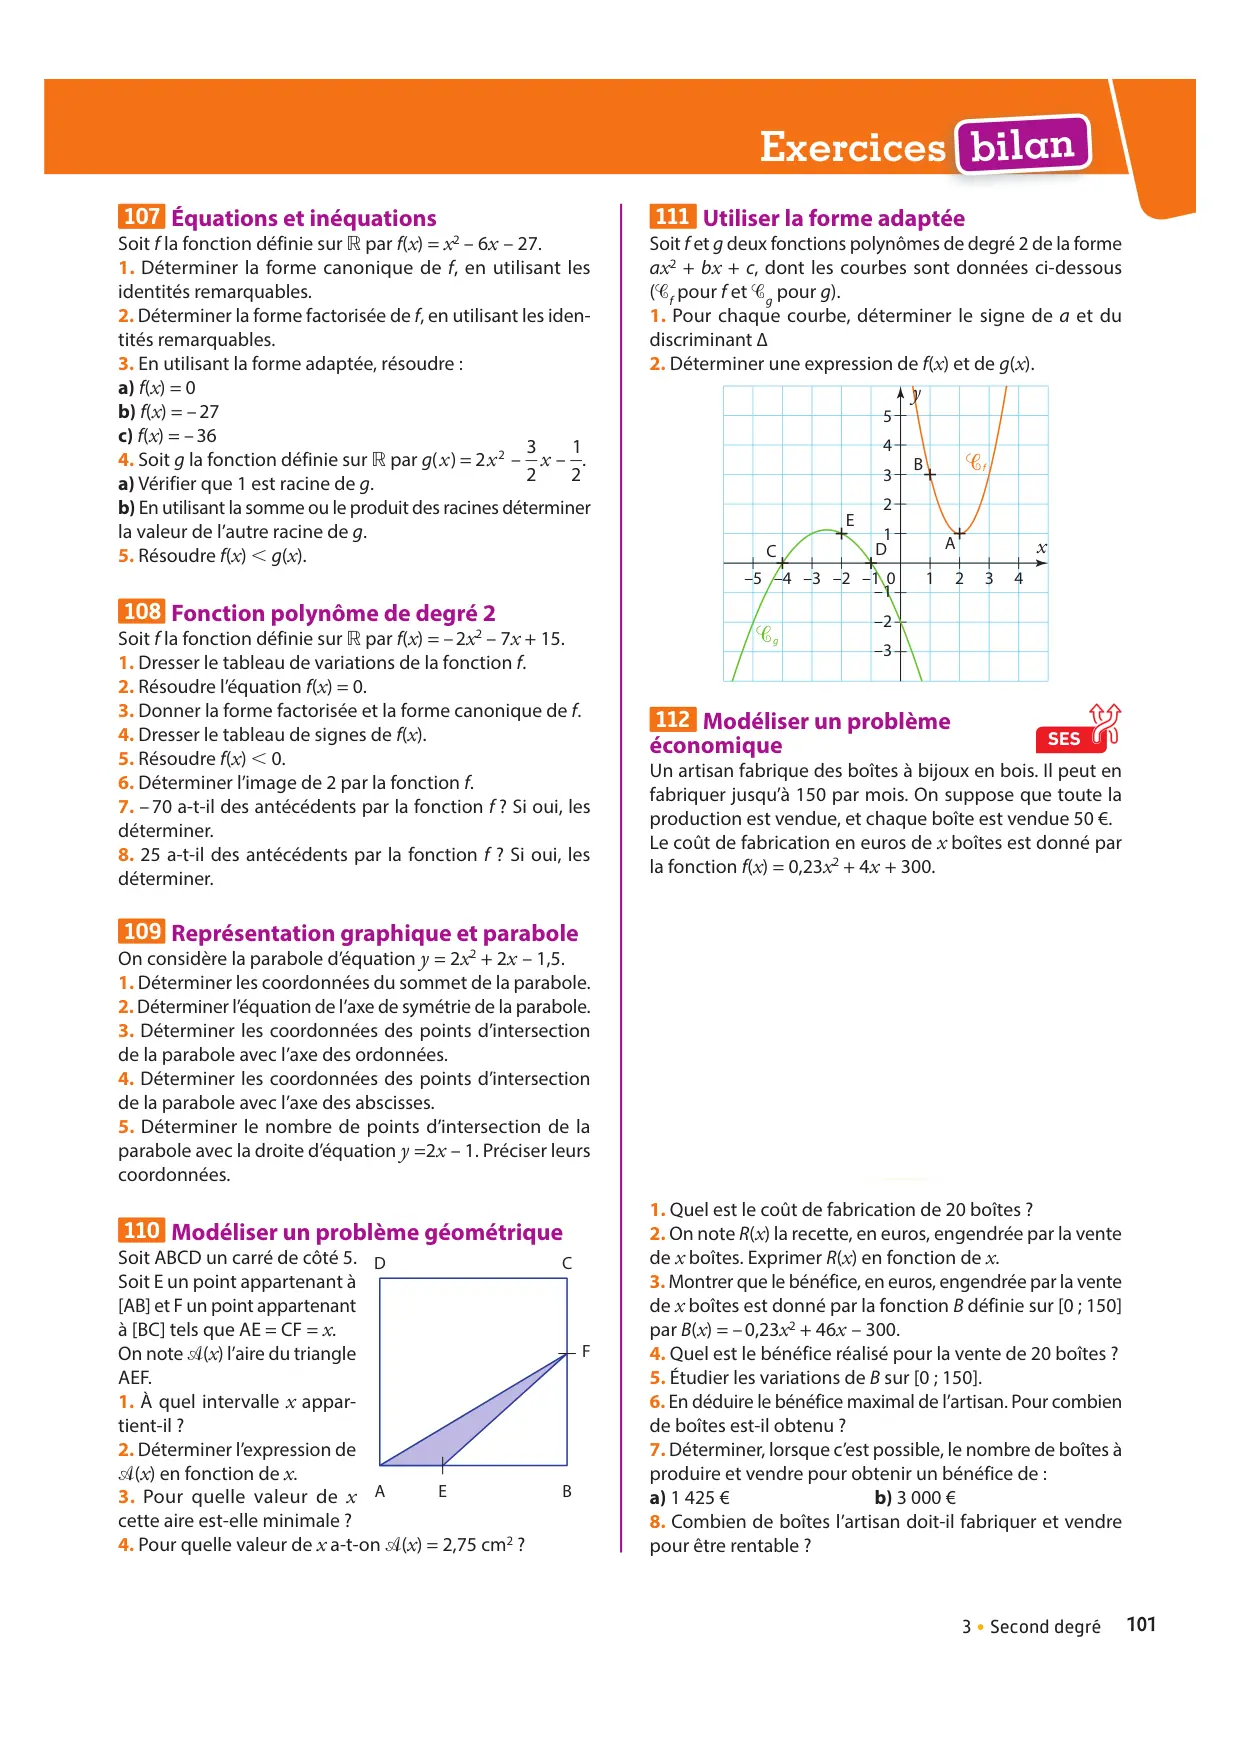 Exercices bilan
107 Équations et inéquations
Soit f la fonction définie sur ℝ par f(x) = x² – 6x – 27.
1. Déterminer la forme canonique de f, en utilisant les
identités remarquables.
2. Déterminer la forme factorisée de f, en utilisant les iden-
tités remarquables.
3. En utilisant la forme adaptée, résoudre :
a) f(x) = 0
b) f(x) = – 27
c) f(x) = – 36
4. Soit g la fonction définie sur ℝ par g(x) = 2x² – 3/2 x – 1/2.
a) Vérifier que 1 est racine de g.
b) En utilisant la somme ou le produit des racines déterminer
la valeur de l’autre racine de g.
5. Résoudre f(x) < g(x).
108 Fonction polynôme de degré 2
Soit f la fonction définie sur ℝ par f(x) = – 2x² – 7x + 15.
1. Dresser le tableau de variations de la fonction f.
2. Résoudre l’équation f(x) = 0.
3. Donner la forme factorisée et la forme canonique de f.
4. Dresser le tableau de signes de f(x).
5. Résoudre f(x) < 0.
6. Déterminer l’image de 2 par la fonction f.
7. – 70 a-t-il des antécédents par la fonction f ? Si oui, les
déterminer.
8. 25 a-t-il des antécédents par la fonction f ? Si oui, les
déterminer.
109 Représentation graphique et parabole
On considère la parabole d’équation y = 2x² + 2x – 1,5.
1. Déterminer les coordonnées du sommet de la parabole.
2. Déterminer l’équation de l’axe de symétrie de la parabole.
3. Déterminer les coordonnées des points d’intersection
de la parabole avec l’axe des ordonnées.
4. Déterminer les coordonnées des points d’intersection
de la parabole avec l’axe des abscisses.
5. Déterminer le nombre de points d’intersection de la
parabole avec la droite d’équation y =2x – 1. Préciser leurs
coordonnées.
110 Modéliser un problème géométrique
Soit ABCD un carré de côté 5.
Soit E un point appartenant à
[AB] et F un point appartenant
à [BC] tels que AE = CF = x.
On note 𝒜(x) l’aire du triangle
AEF.
1. À quel intervalle x appar-
tient-il ?
2. Déterminer l’expression de
𝒜(x) en fonction de x.
3. Pour quelle valeur de x
cette aire est-elle minimale ?
4. Pour quelle valeur de x a-t-on 𝒜(x) = 2,75 cm² ?
D C
F
A E B
111 Utiliser la forme adaptée
Soit f et g deux fonctions polynômes de degré 2 de la forme
ax² + bx + c, dont les courbes sont données ci-dessous
(𝒞f pour f et 𝒞g pour g).
1. Pour chaque courbe, déterminer le signe de a et du
discriminant Δ
2. Déterminer une expression de f(x) et de g(x).
y
5
4
B 𝒞f
3
2
E
1
C D A x
–5 –4 –3 –2 –1 0 1 2 3 4
–1
–2
𝒞g
–3
112 Modéliser un problème
économique
SES
Un artisan fabrique des boîtes à bijoux en bois. Il peut en
fabriquer jusqu’à 150 par mois. On suppose que toute la
production est vendue, et chaque boîte est vendue 50 €.
Le coût de fabrication en euros de x boîtes est donné par
la fonction f(x) = 0,23x² + 4x + 300.
1. Quel est le coût de fabrication de 20 boîtes ?
2. On note R(x) la recette, en euros, engendrée par la vente
de x boîtes. Exprimer R(x) en fonction de x.
3. Montrer que le bénéfice, en euros, engendrée par la vente
de x boîtes est donné par la fonction B définie sur [0 ; 150]
par B(x) = – 0,23x² + 46x – 300.
4. Quel est le bénéfice réalisé pour la vente de 20 boîtes ?
5. Étudier les variations de B sur [0 ; 150].
6. En déduire le bénéfice maximal de l’artisan. Pour combien
de boîtes est-il obtenu ?
7. Déterminer, lorsque c’est possible, le nombre de boîtes à
produire et vendre pour obtenir un bénéfice de :
a) 1 425 € b) 3 000 €
8. Combien de boîtes l’artisan doit-il fabriquer et vendre
pour être rentable ?
3 • Second degré 101